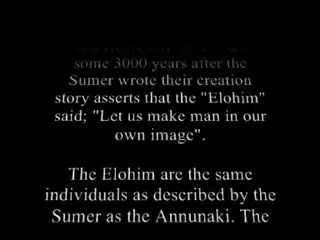 some 3000 years after the
Sumer wrote their creation
story asserts that the "Elohim"
said; "Let us make man in our
own image".
The Elohim are the same
individuals as described by the
Sumer as the Annunaki. The